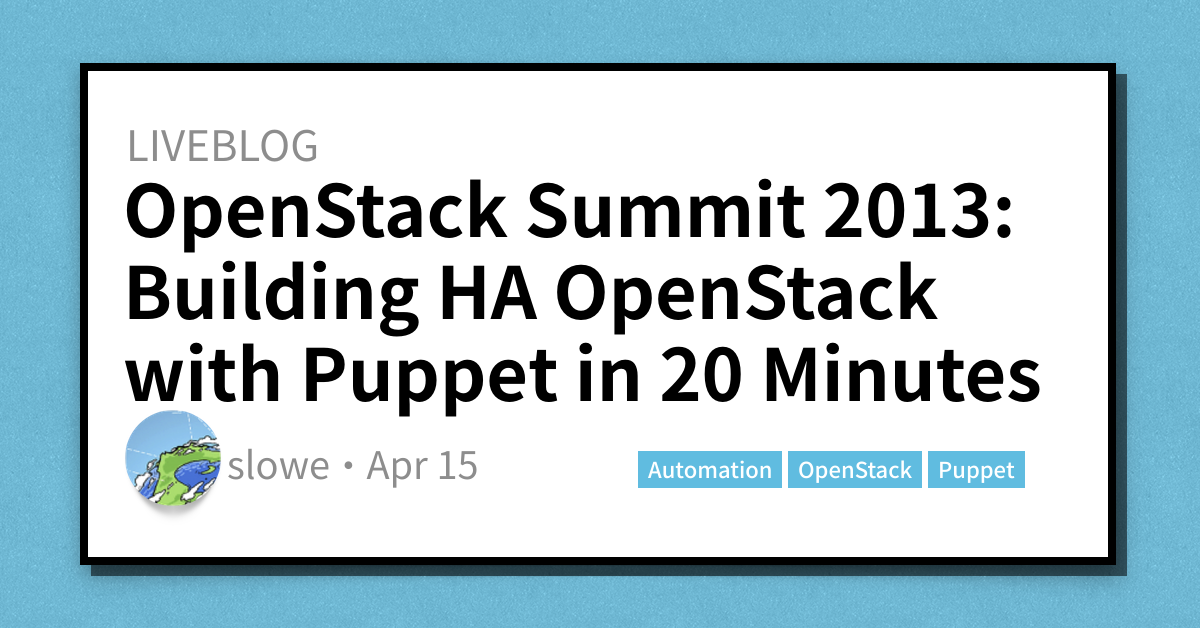 LIVEBLOG
OpenStack Summit 2013:
Building HA OpenStack
with Puppet in 20 Minutes
slowe • Apr 15
Automation OpenStack Puppet